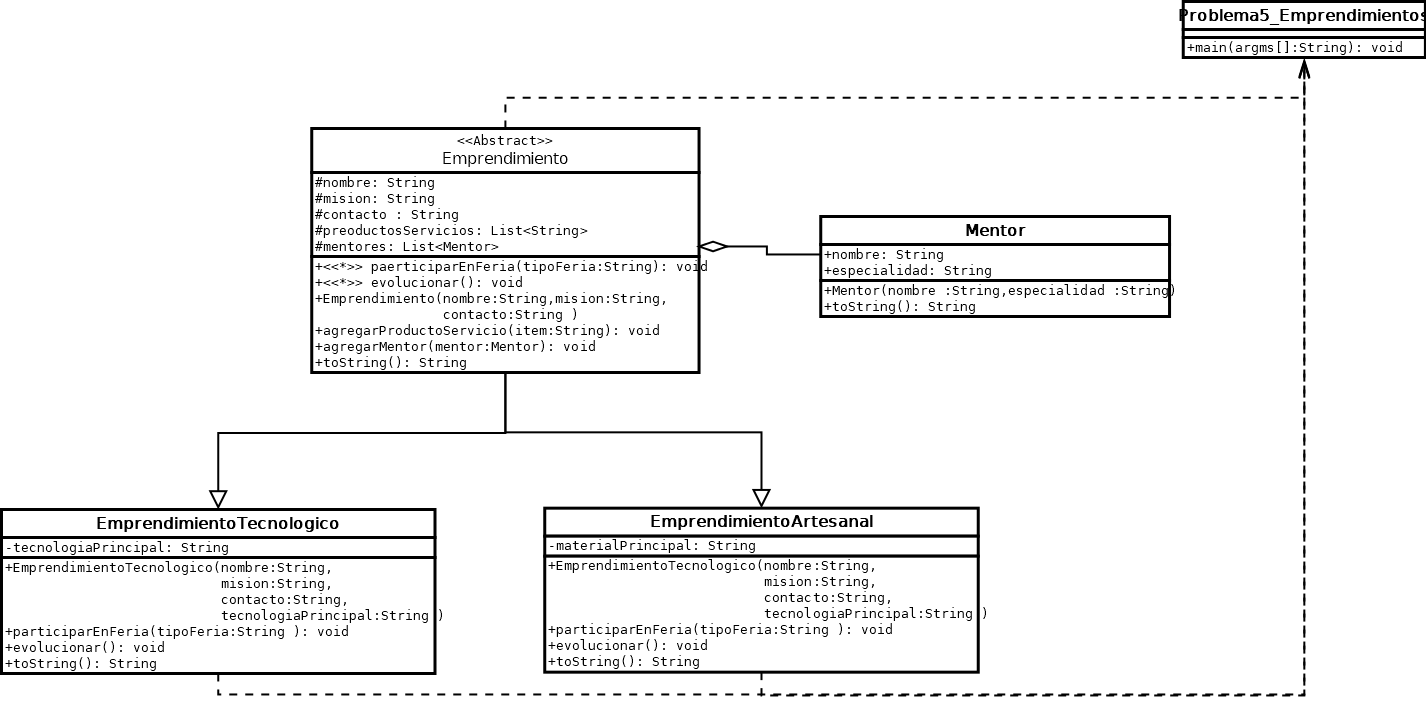 Problema5_Emprendimientos
+main(argms[]:String): void
<<Abstract>>
Emprendimiento
#nombre: String
#mision: String
#contacto : String
#preoductosServicios: List<String>
#mentores: List<Mentor>
+<<*>> paerticiparEnFeria(tipoFeria:String): void
+<<*>> evolucionar(): void
+Emprendimiento(nombre:String,mision:String,
contacto:String )
+agregarProductoServicio(item:String): void
+agregarMentor(mentor:Mentor): void
+toString(): String
Mentor
+nombre: String
+especialidad: String
+Mentor(nombre :String,especialidad :String)
+toString(): String
EmprendimientoTecnologico
-tecnologiaPrincipal: String
+EmprendimientoTecnologico(nombre:String,
mision:String,
contacto:String,
tecnologiaPrincipal:String )
+participarEnFeria(tipoFeria:String ): void
+evolucionar(): void
+toString(): String
EmprendimientoArtesanal
-materialPrincipal: String
+EmprendimientoTecnologico(nombre:String,
mision:String,
contacto:String,
tecnologiaPrincipal:String )
+participarEnFeria(tipoFeria:String ): void
+evolucionar(): void
+toString(): String